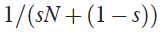 1/(sN + (1 − s))